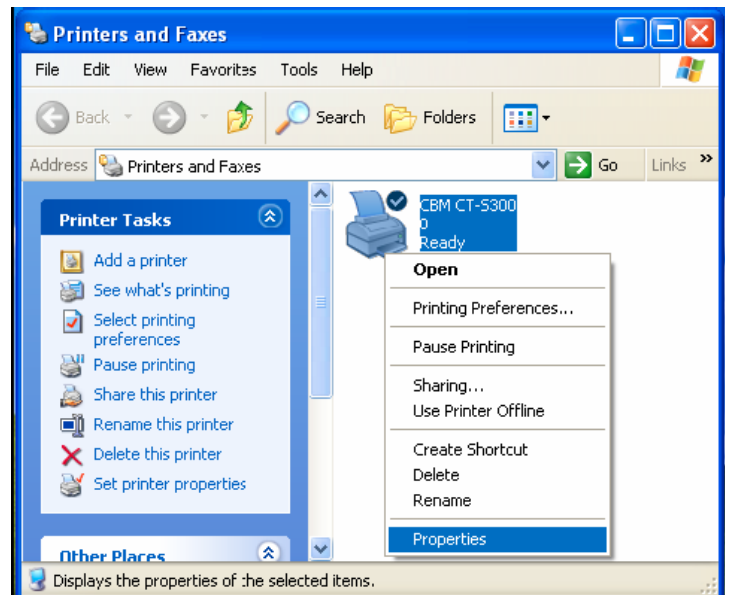 Printers and Faxes
File Edit View Favorites Tools Help
Back Search Folders
Address Printers and Faxes Go Links »
Printer Tasks
Add a printer
See what's printing
Select printing
preferences
Pause printing
Share this printer
Rename this printer
Delete this printer
Set printer properties
Other Places
CBM CT-S300
0
Ready
Open
Printing Preferences...
Pause Printing
Sharing...
Use Printer Offline
Create Shortcut
Delete
Rename
Properties
Displays the properties of the selected items.